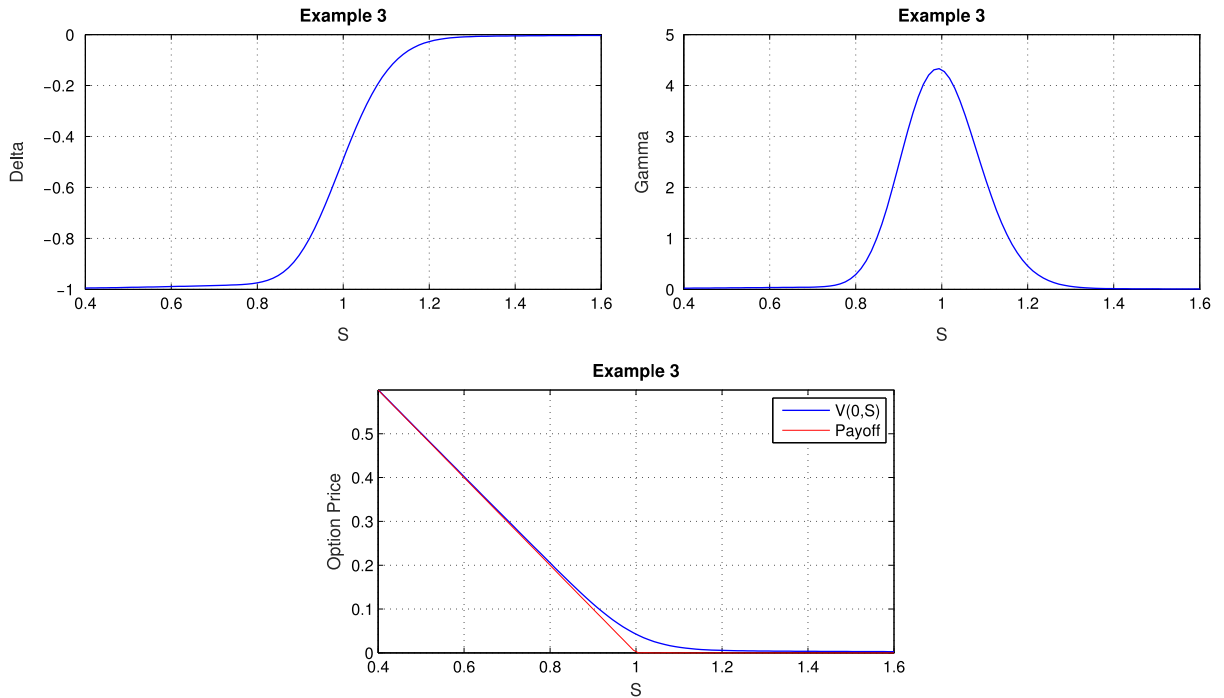 Example 3
Delta
0
−0.2
−0.4
−0.6
−0.8
−1
0.4 0.6 0.8 1 1.2 1.4 1.6
S
Example 3
Gamma
5
4
3
2
1
0
0.4 0.6 0.8 1 1.2 1.4 1.6
S
Example 3
V(0,S)
Payoff
Option Price
0.5
0.4
0.3
0.2
0.1
0
0.4 0.6 0.8 1 1.2 1.4 1.6
S